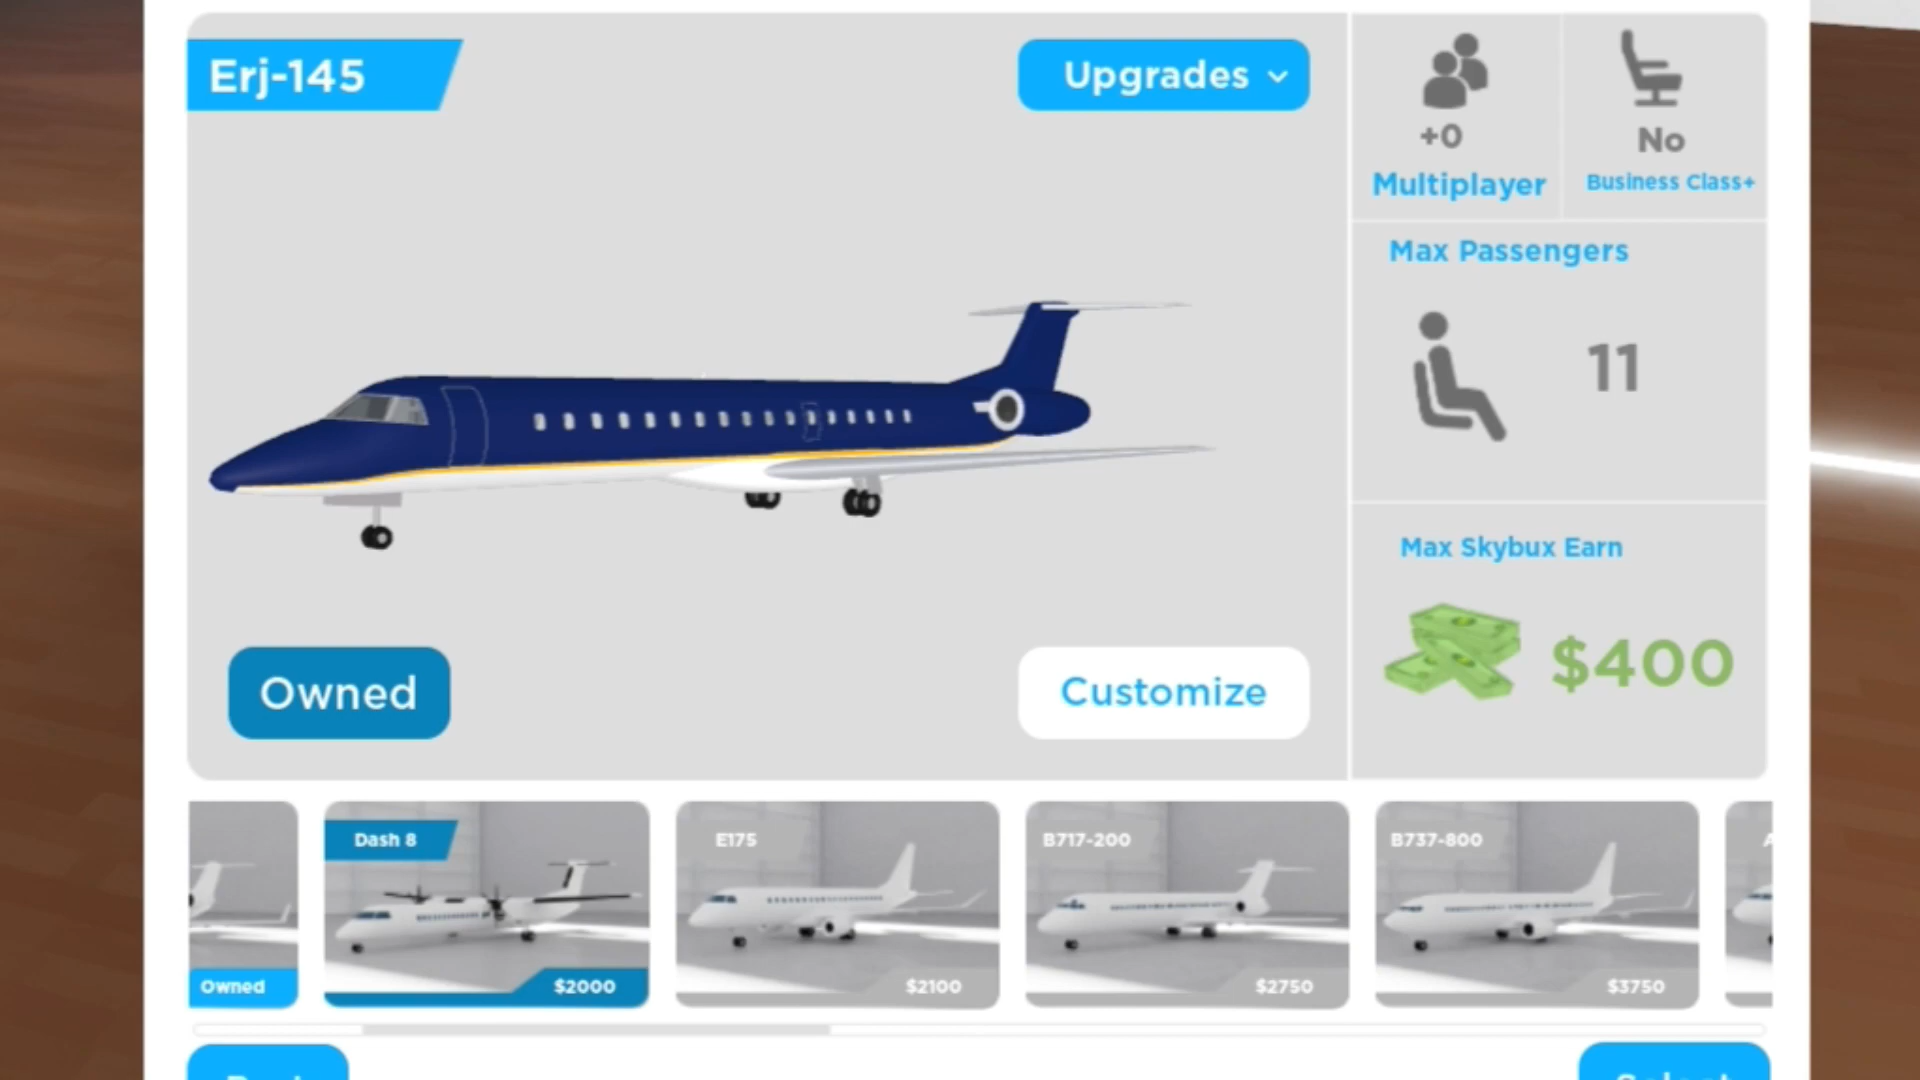 Erj-145
Upgrades
+0
Multiplayer
No
Business Class+
Max Passengers
11
Max Skybux Earn
$400
Owned
Customize
Owned
Dash 8
$2000
E175
$2100
B717-200
$2750
B737-800
$3750